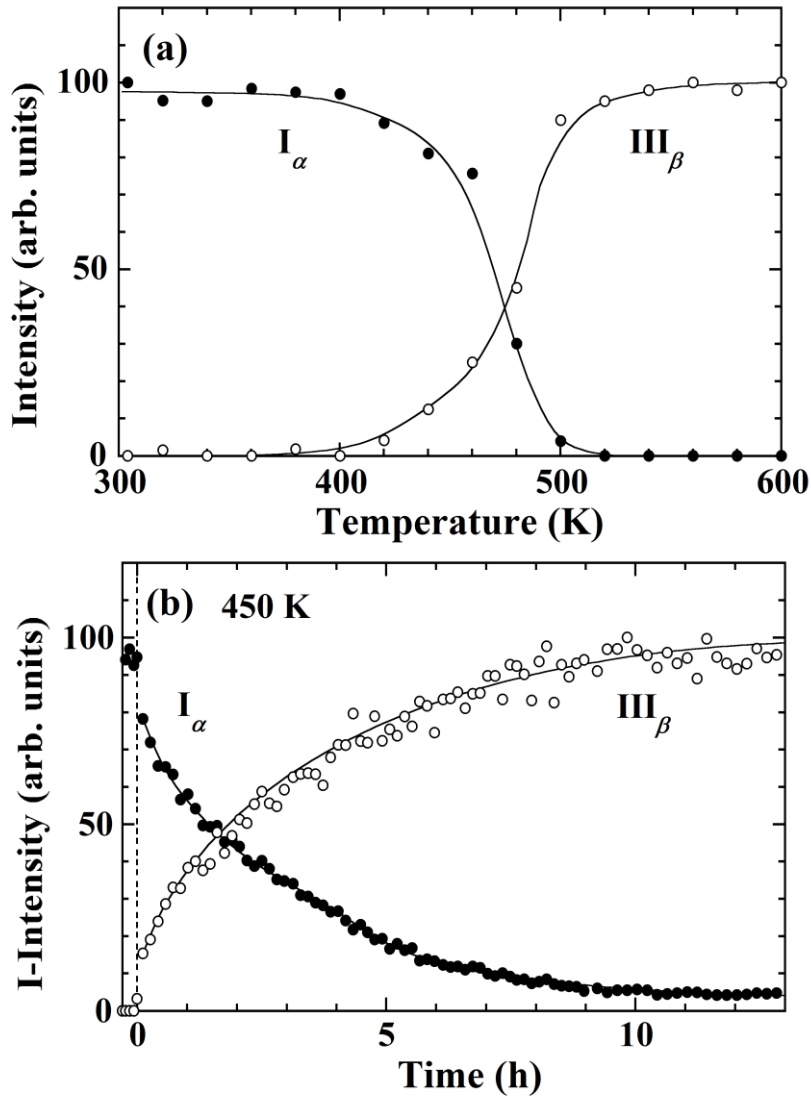 (a)
100
I_α
III_β
50
0
300 400 500 600
Temperature (K)
Intensity (arb. units)
(b) 450 K
100
I_α
III_β
50
0
0 5 10
Time (h)
I-Intensity (arb. units)